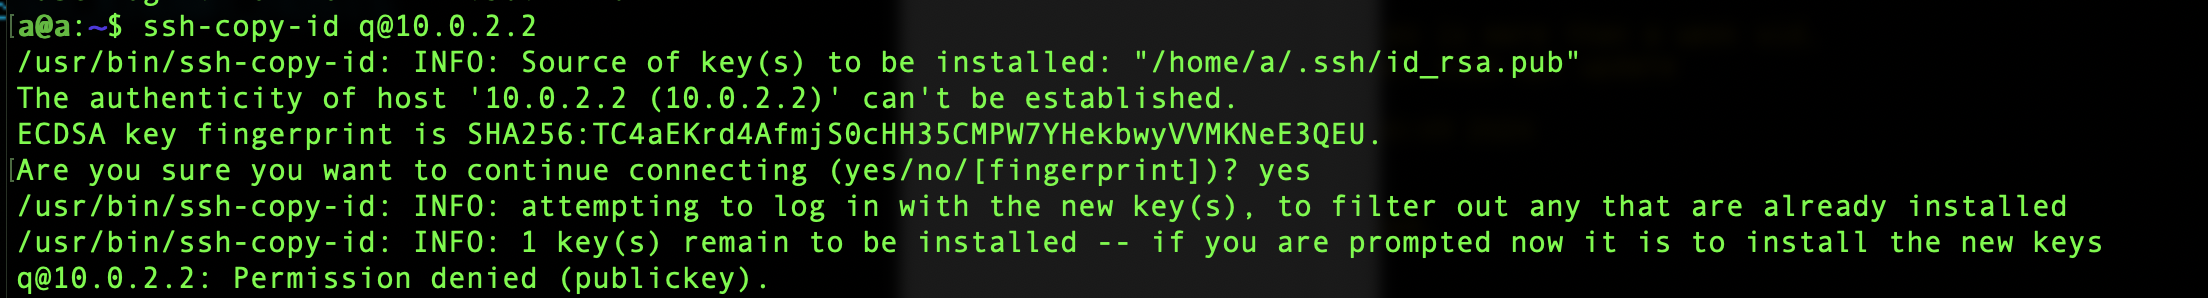 [a@a:~$ ssh-copy-id q@10.0.2.2
/usr/bin/ssh-copy-id: INFO: Source of key(s) to be installed: "/home/a/.ssh/id_rsa.pub"
The authenticity of host '10.0.2.2 (10.0.2.2)' can't be established.
ECDSA key fingerprint is SHA256:TC4aEKrd4AfmjS0cHH35CMPW7YHekbwyVVMKNeE3QEU.
[Are you sure you want to continue connecting (yes/no/[fingerprint])? yes
/usr/bin/ssh-copy-id: INFO: attempting to log in with the new key(s), to filter out any that are already installed
/usr/bin/ssh-copy-id: INFO: 1 key(s) remain to be installed -- if you are prompted now it is to install the new keys
q@10.0.2.2: Permission denied (publickey).